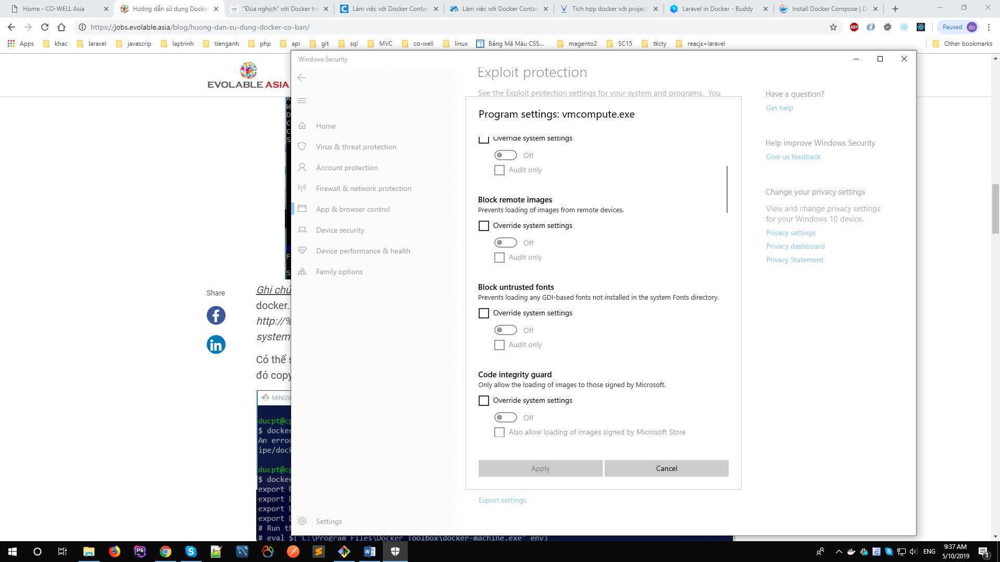 Home - CO-WELL Asia
Hướng dẫn sử dụng Docker
"Đùa nghịch" với Docker tro
Làm việc với Docker Contai
Làm việc với Docker Contai
Tích hợp docker với project
Laravel in Docker - Buddy
Install Docker Compose | D
https://jobs.evolable.asia/blog/huong-dan-su-dung-docker-co-ban/
ABP
Paused
do
Apps
khac
laravel
javascrip
laptrinh
tienganh
php
api
git
sql
MVC
co-well
linux
Bảng Mã Màu CSS...
magento2
SC15
tkcty
reacjs+laravel
Other bookmarks
EVOLABLE ASIA
Share
Ghi chú
docker.
http://%
system
Có thể s
đó copy
MINGW
ducpt@cp
$ docker
An error
ipe/dock
ducpt@cp
$ docker
export D
export D
export D
export D
# Run th
# eval $("C:\Program Files\Docker Toolbox\docker-machine.exe" env)
Windows Security
Home
Virus & threat protection
Account protection
Firewall & network protection
App & browser control
Device security
Device performance & health
Family options
Settings
Exploit protection
See the Exploit protection settings for your system and programs. You
Program settings: vmcompute.exe
Override system settings
Off
Audit only
Block remote images
Prevents loading of images from remote devices.
Override system settings
Off
Audit only
Block untrusted fonts
Prevents loading any GDI-based fonts not installed in the system Fonts directory.
Override system settings
Off
Audit only
Code integrity guard
Only allow the loading of images to those signed by Microsoft.
Override system settings
Off
Also allow loading of images signed by Microsoft Store
Apply
Cancel
Export settings
Have a question?
Get help
Help improve Windows Security
Give us feedback
Change your privacy settings
View and change privacy settings
for your Windows 10 device.
Privacy settings
Privacy dashboard
Privacy Statement
ENG
9:37 AM
5/10/2019
3